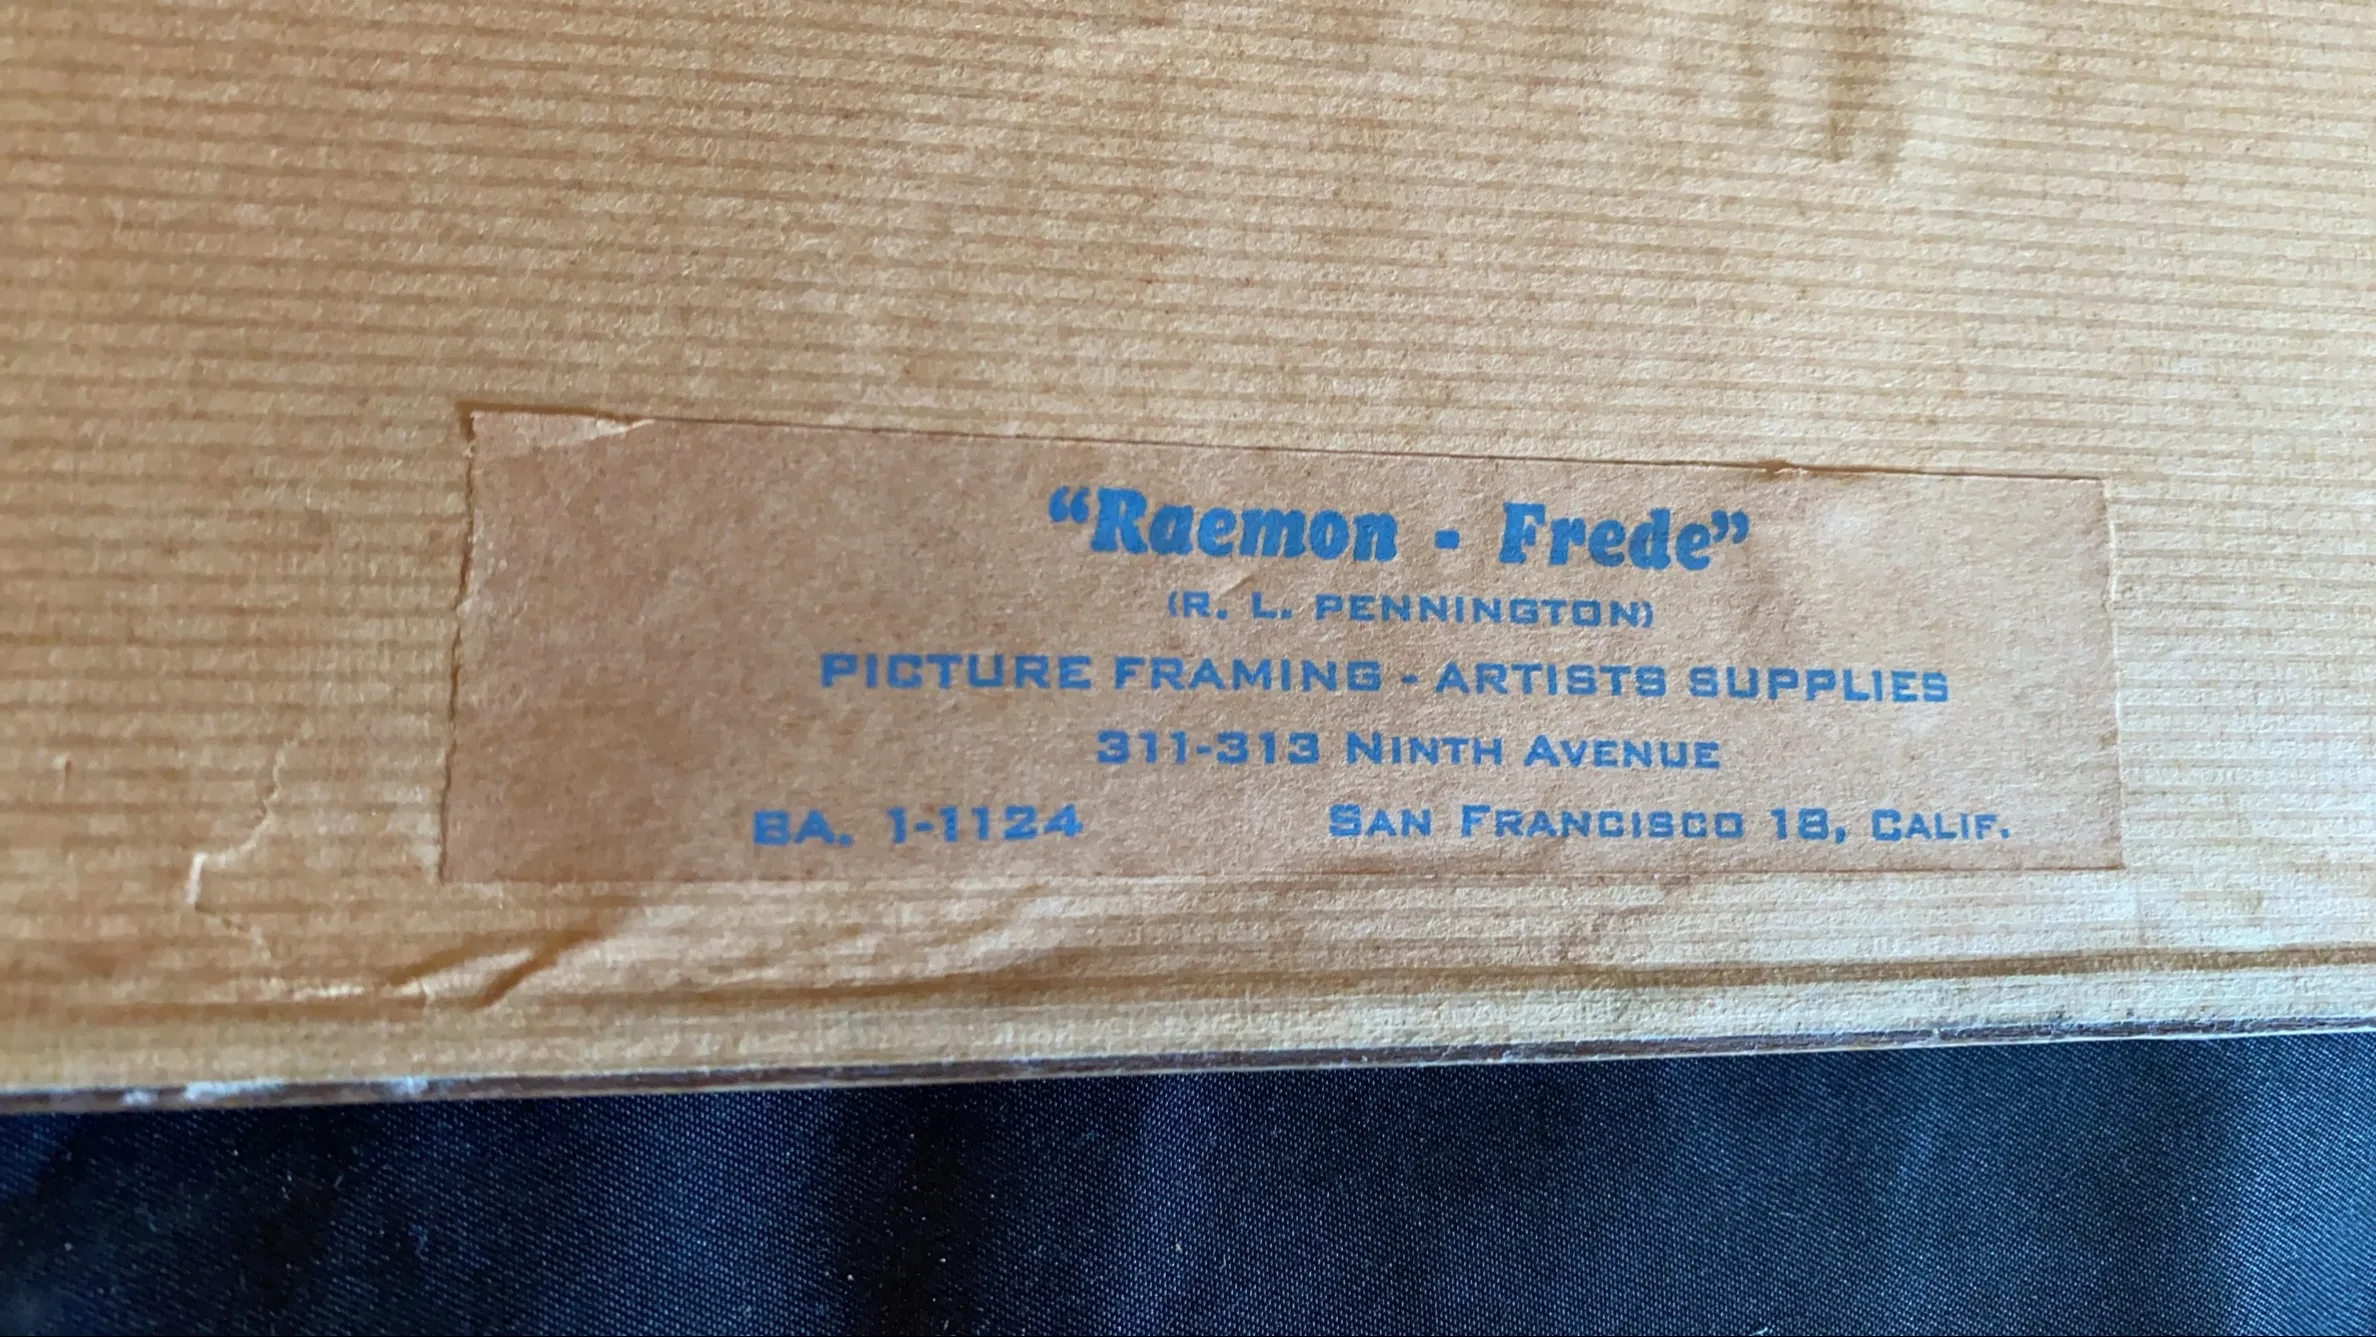 “Raemon - Frede”
(R. L. PENNINGTON)
PICTURE FRAMING - ARTISTS SUPPLIES
311-313 NINTH AVENUE
BA. 1-1124 SAN FRANCISCO 18, CALIF.